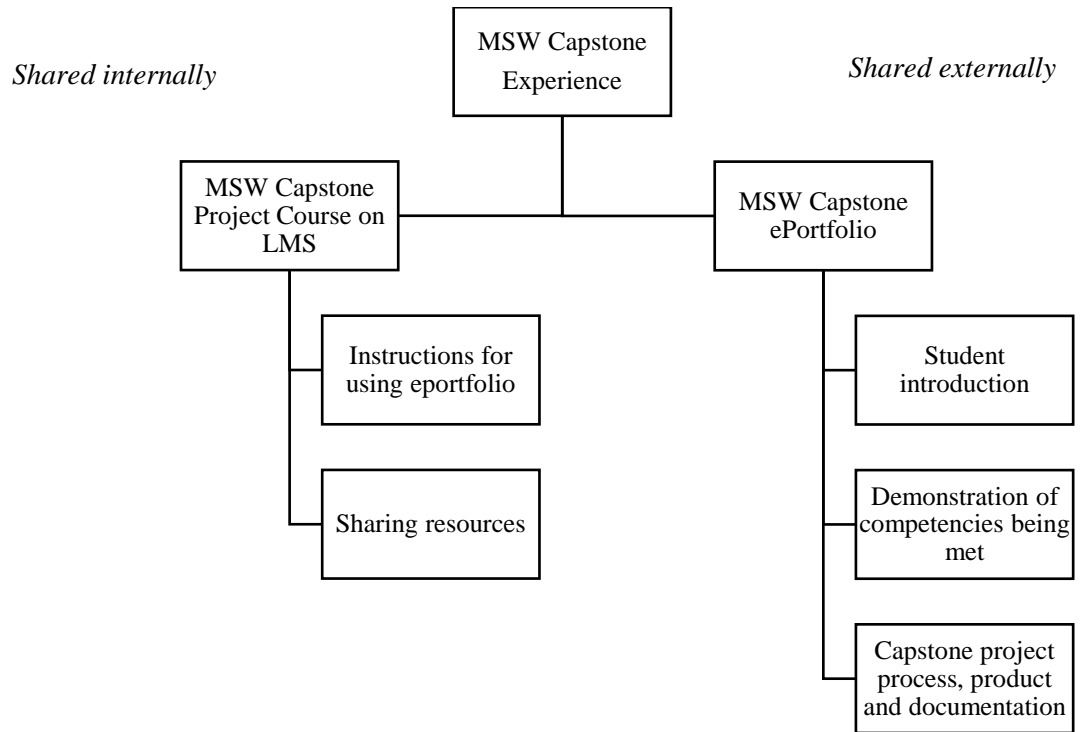 MSW Capstone
Experience
Shared internally
Shared externally
MSW Capstone
Project Course on
LMS
MSW Capstone
ePortfolio
Instructions for
using eportfolio
Student
introduction
Sharing resources
Demonstration of
competencies being
met
Capstone project
process, product
and documentation